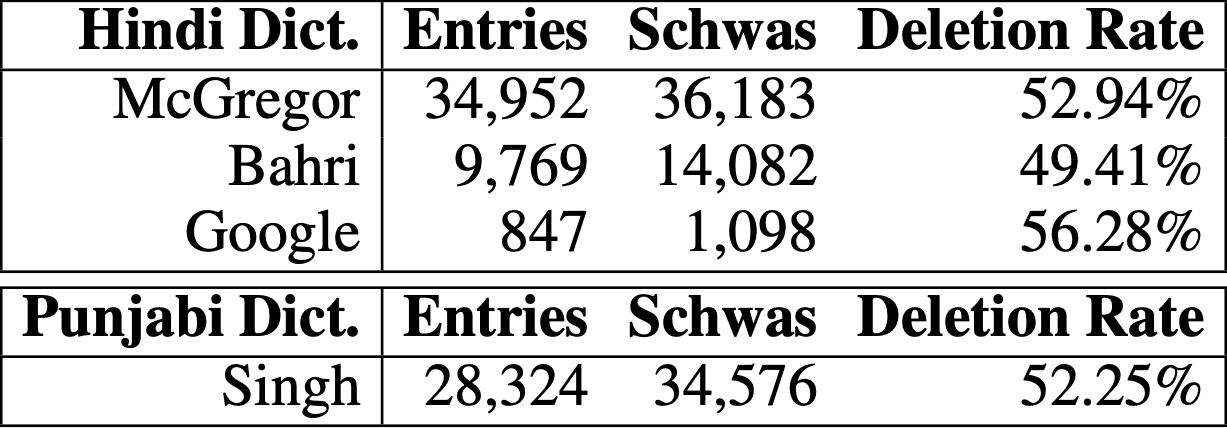 Hindi Dict. Entries Schwas Deletion Rate
McGregor 34,952 36,183 52.94%
Bahri 9,769 14,082 49.41%
Google 847 1,098 56.28%
Punjabi Dict. Entries Schwas Deletion Rate
Singh 28,324 34,576 52.25%